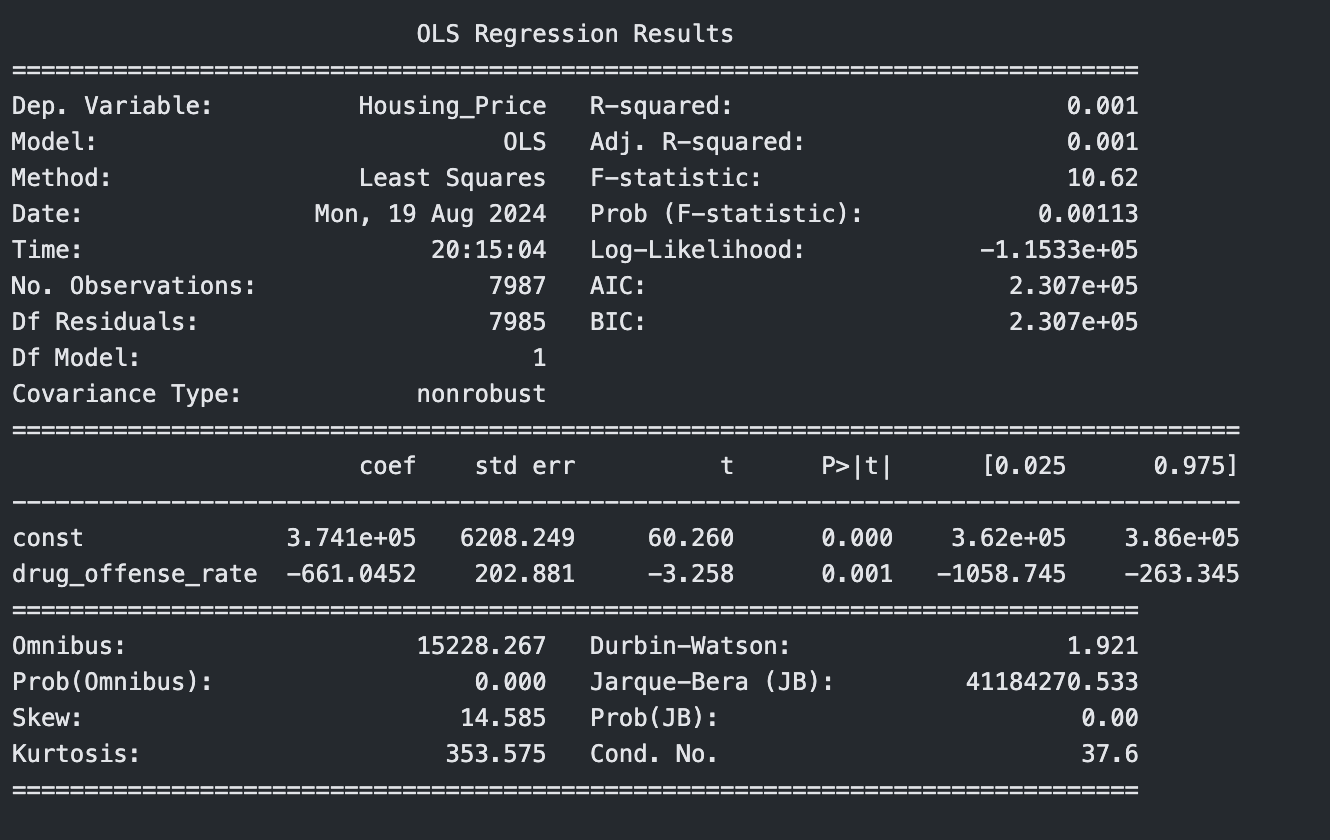 OLS Regression Results
==============================================================================
Dep. Variable: Housing_Price R-squared: 0.001
Model: OLS Adj. R-squared: 0.001
Method: Least Squares F-statistic: 10.62
Date: Mon, 19 Aug 2024 Prob (F-statistic): 0.00113
Time: 20:15:04 Log-Likelihood: -1.1533e+05
No. Observations: 7987 AIC: 2.307e+05
Df Residuals: 7985 BIC: 2.307e+05
Df Model: 1
Covariance Type: nonrobust
=====================================================================================
coef std err t P>|t| [0.025 0.975]
-------------------------------------------------------------------------------------
const 3.741e+05 6208.249 60.260 0.000 3.62e+05 3.86e+05
drug_offense_rate -661.0452 202.881 -3.258 0.001 -1058.745 -263.345
==============================================================================
Omnibus: 15228.267 Durbin-Watson: 1.921
Prob(Omnibus): 0.000 Jarque-Bera (JB): 41184270.533
Skew: 14.585 Prob(JB): 0.00
Kurtosis: 353.575 Cond. No. 37.6
==============================================================================